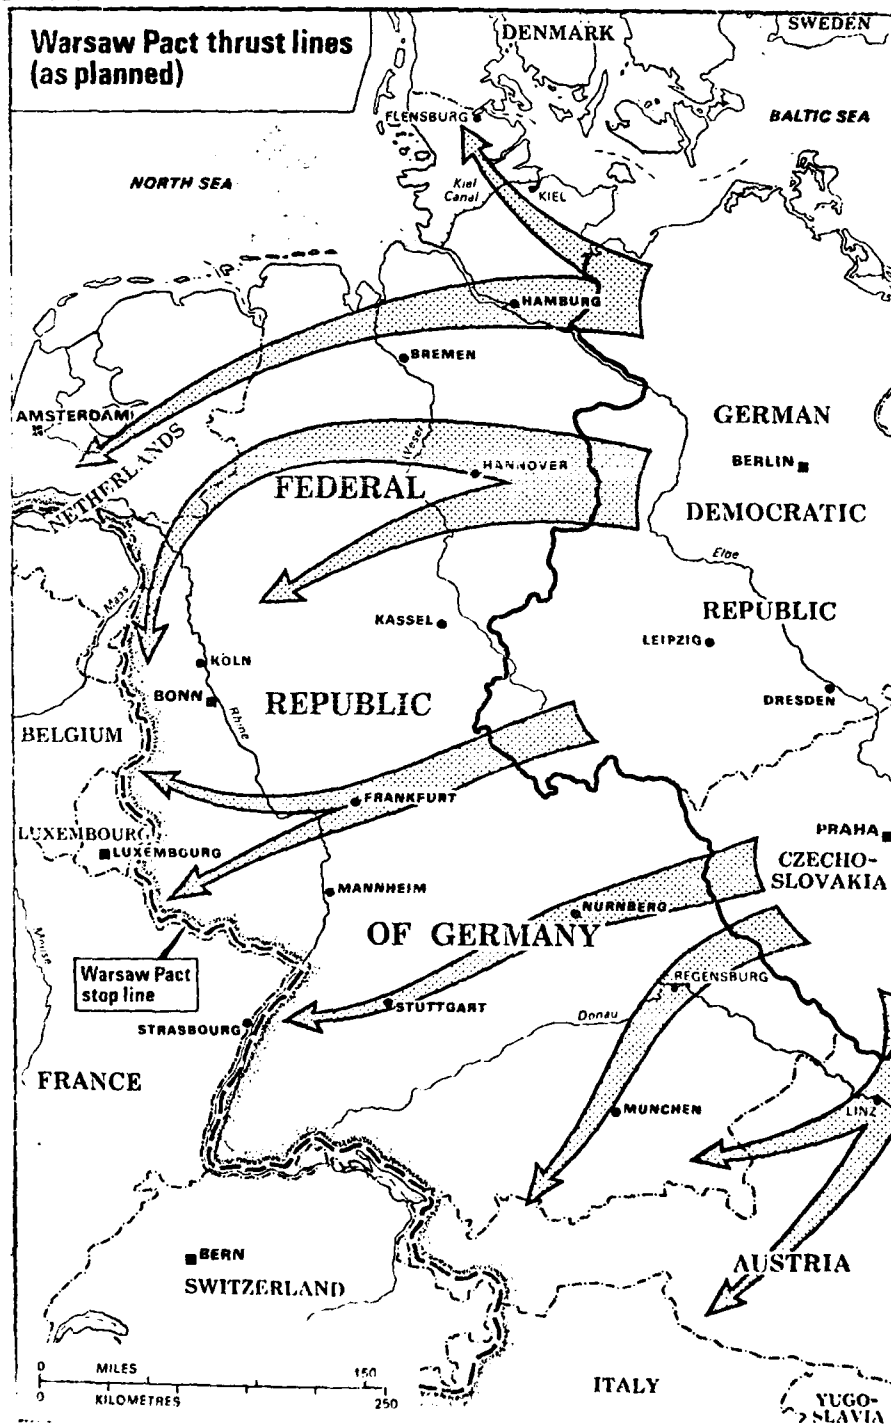 Warsaw Pact thrust lines
(as planned)
DENMARK
SWEDEN
FLENSBURG
BALTIC SEA
NORTH SEA
Kiel
Canal
KIEL
HAMBURG
BREMEN
AMSTERDAM
NETHERLANDS
Weser
HANNOVER
GERMAN
BERLIN
FEDERAL
DEMOCRATIC
Elbe
Maas
KASSEL
REPUBLIC
LEIPZIG
KOLN
BONN
Rhine
REPUBLIC
DRESDEN
BELGIUM
FRANKFURT
LUXEMBOURG
LUXEMBOURG
PRAHA
CZECHO-
SLOVAKIA
MANNHEIM
NURNBERG
OF GERMANY
Meuse
Warsaw Pact
stop line
REGENSBURG
STUTTGART
Donau
STRASBOURG
FRANCE
MUNCHEN
LINZ
BERN
SWITZERLAND
AUSTRIA
0 MILES 150
0 KILOMETRES 250
ITALY
YUGO-
SLAVIA